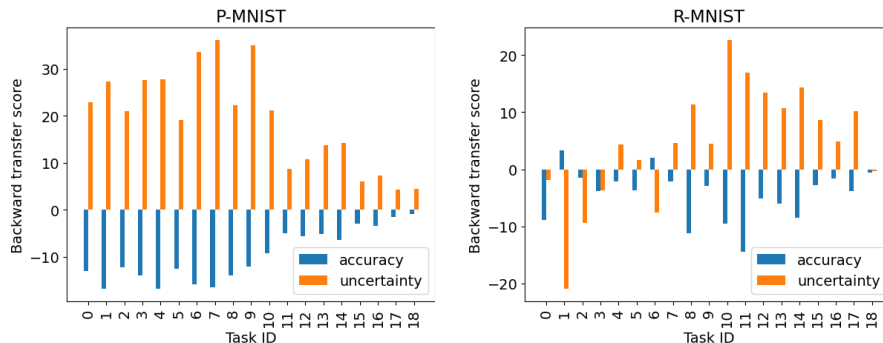 P-MNIST
Backward transfer score
30
20
10
0
−10
0 1 2 3 4 5 6 7 8 9 10 11 12 13 14 15 16 17 18
Task ID
accuracy
uncertainty
R-MNIST
Backward transfer score
20
10
0
−10
−20
0 1 2 3 4 5 6 7 8 9 10 11 12 13 14 15 16 17 18
Task ID
accuracy
uncertainty